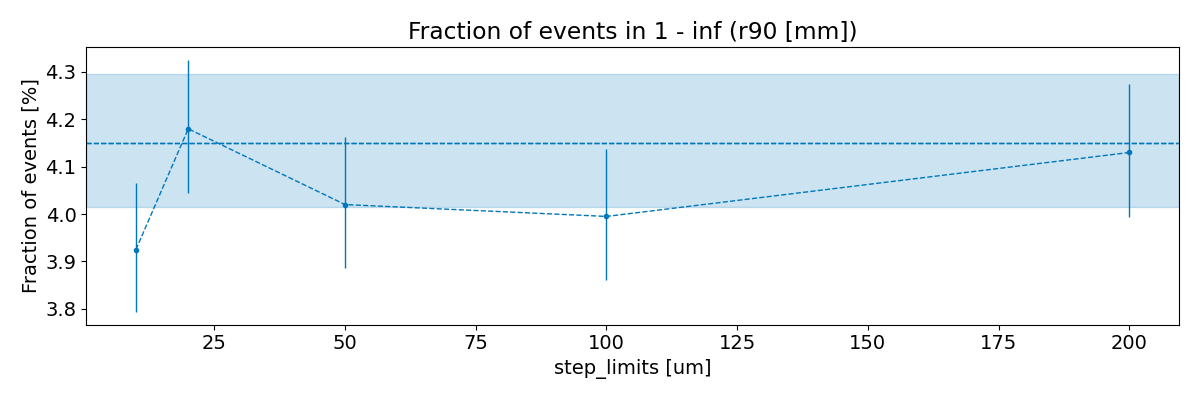 Fraction of events in 1 - inf (r90 [mm])
Fraction of events [%]
4.3
4.2
4.1
4.0
3.9
3.8
25 50 75 100 125 150 175 200
step_limits [um]